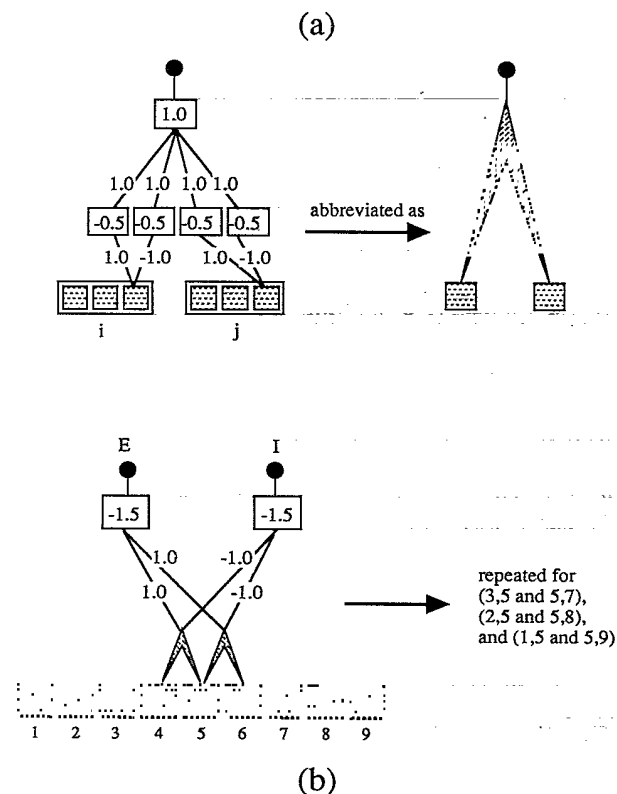 (a)
1.0
1.0 1.0 1.0 1.0
-0.5 -0.5 -0.5 -0.5
abbreviated as
1.0 -1.0 1.0 -1.0
i j
E I
-1.5 -1.5
1.0 -1.0
1.0 -1.0
repeated for
(3,5 and 5,7),
(2,5 and 5,8),
and (1,5 and 5,9)
1 2 3 4 5 6 7 8 9
(b)